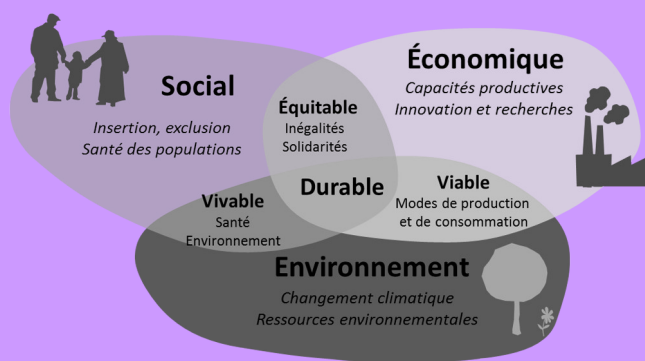 Social
Insertion, exclusion
Santé des populations
Économique
Capacités productives
Innovation et recherches
Équitable
Inégalités
Solidarités
Durable
Vivable
Santé
Environnement
Viable
Modes de production
et de consommation
Environnement
Changement climatique
Ressources environnementales